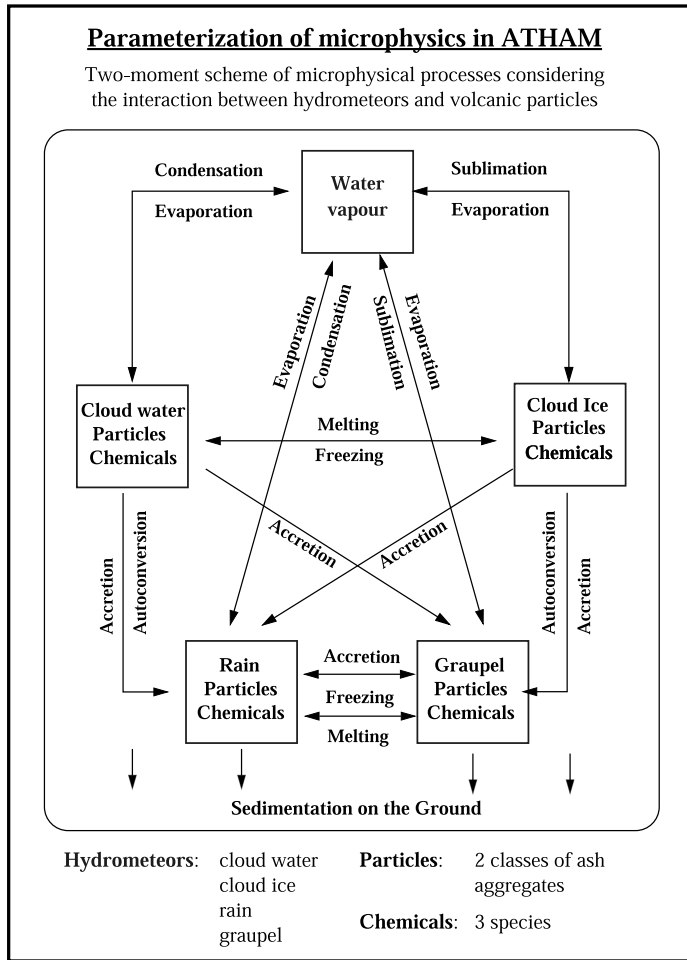 Parameterization of microphysics in ATHAM
Two-moment scheme of microphysical processes considering
the interaction between hydrometeors and volcanic particles
Condensation
Evaporation
Water
vapour
Sublimation
Evaporation
Evaporation
Condensation
Sublimation
Evaporation
Cloud water
Particles
Chemicals
Melting
Freezing
Cloud Ice
Particles
Chemicals
Accretion
Autoconversion
Accretion
Accretion
Autoconversion
Accretion
Rain
Particles
Chemicals
Accretion
Freezing
Melting
Graupel
Particles
Chemicals
Sedimentation on the Ground
Hydrometeors: cloud water
cloud ice
rain
graupel
Particles: 2 classes of ash
aggregates
Chemicals: 3 species